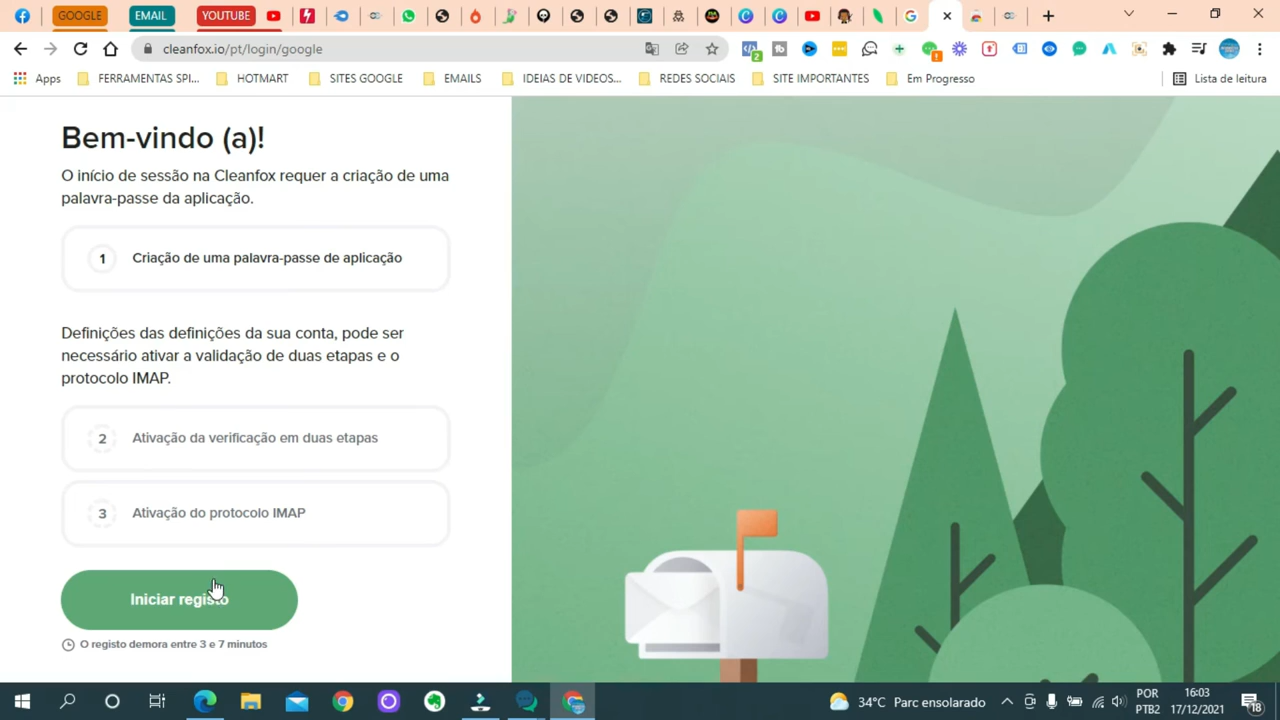 GOOGLE
EMAIL
YOUTUBE
cleanfox.io/pt/login/google
2
!
Apps
FERRAMENTAS SPI...
HOTMART
SITES GOOGLE
EMAILS
IDEIAS DE VIDEOS...
REDES SOCIAIS
SITE IMPORTANTES
Em Progresso
Lista de leitura
Bem-vindo (a)!
O início de sessão na Cleanfox requer a criação de uma
palavra-passe da aplicação.
1 Criação de uma palavra-passe de aplicação
Definições das definições da sua conta, pode ser
necessário ativar a validação de duas etapas e o
protocolo IMAP.
2 Ativação da verificação em duas etapas
3 Ativação do protocolo IMAP
Iniciar registo
O registo demora entre 3 e 7 minutos
34°C Parc ensolarado
POR
PTB2
16:03
17/12/2021
18